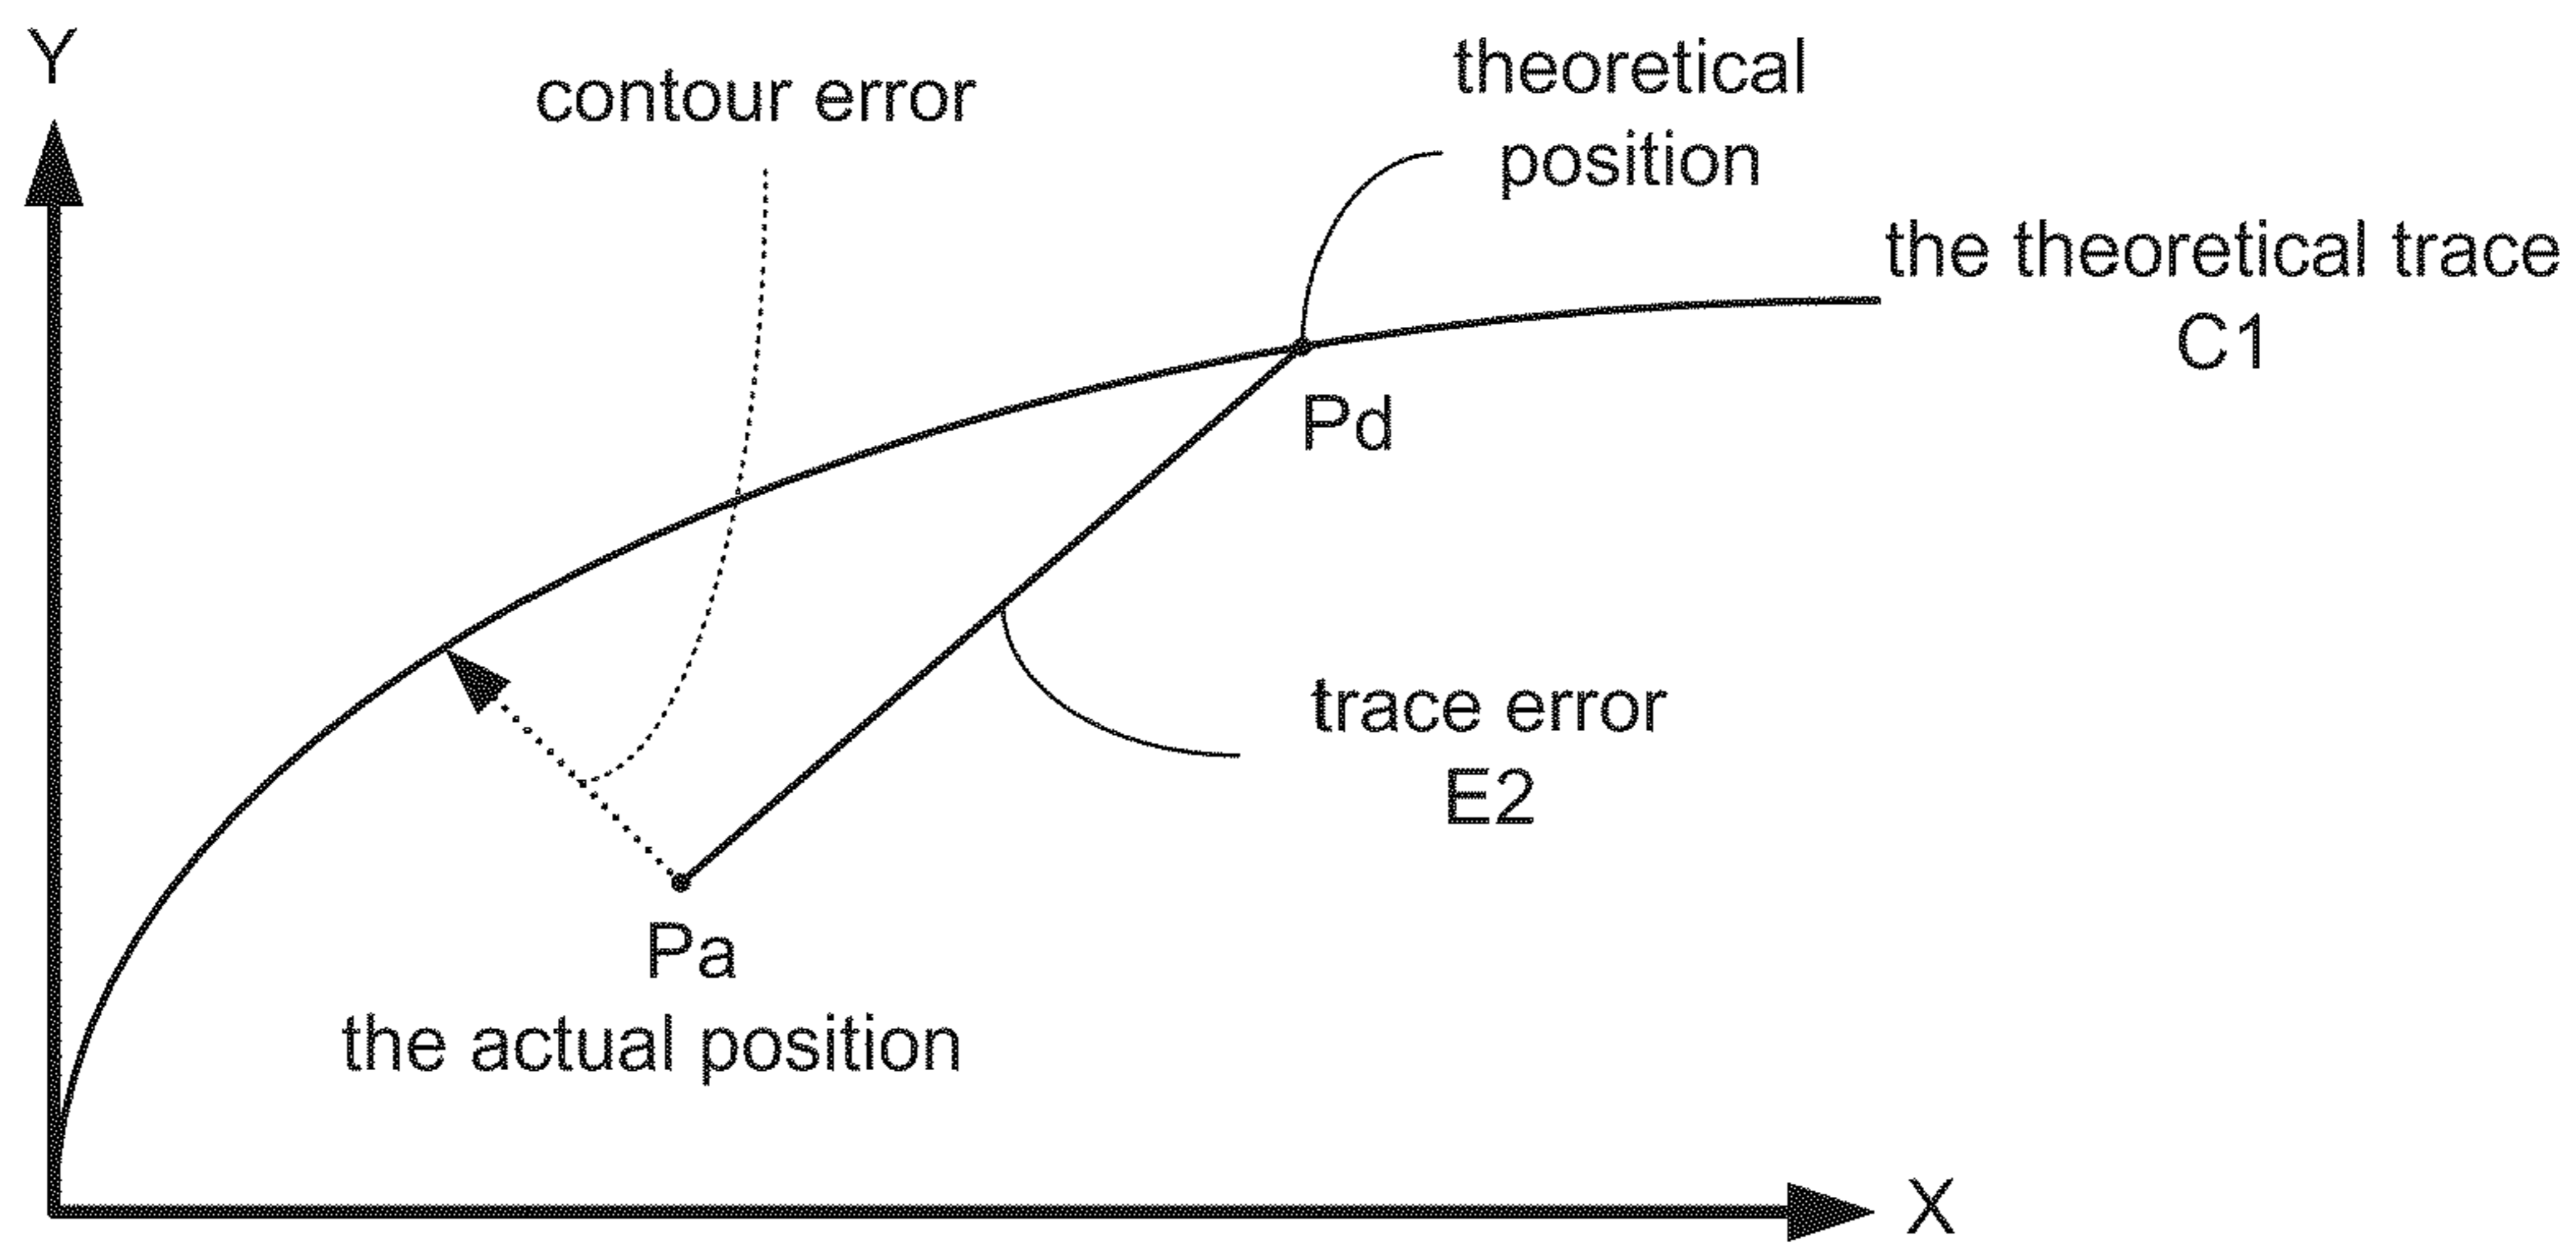 Y
contour error
theoretical
position
the theoretical trace
C1
Pd
trace error
E2
Pa
the actual position
X